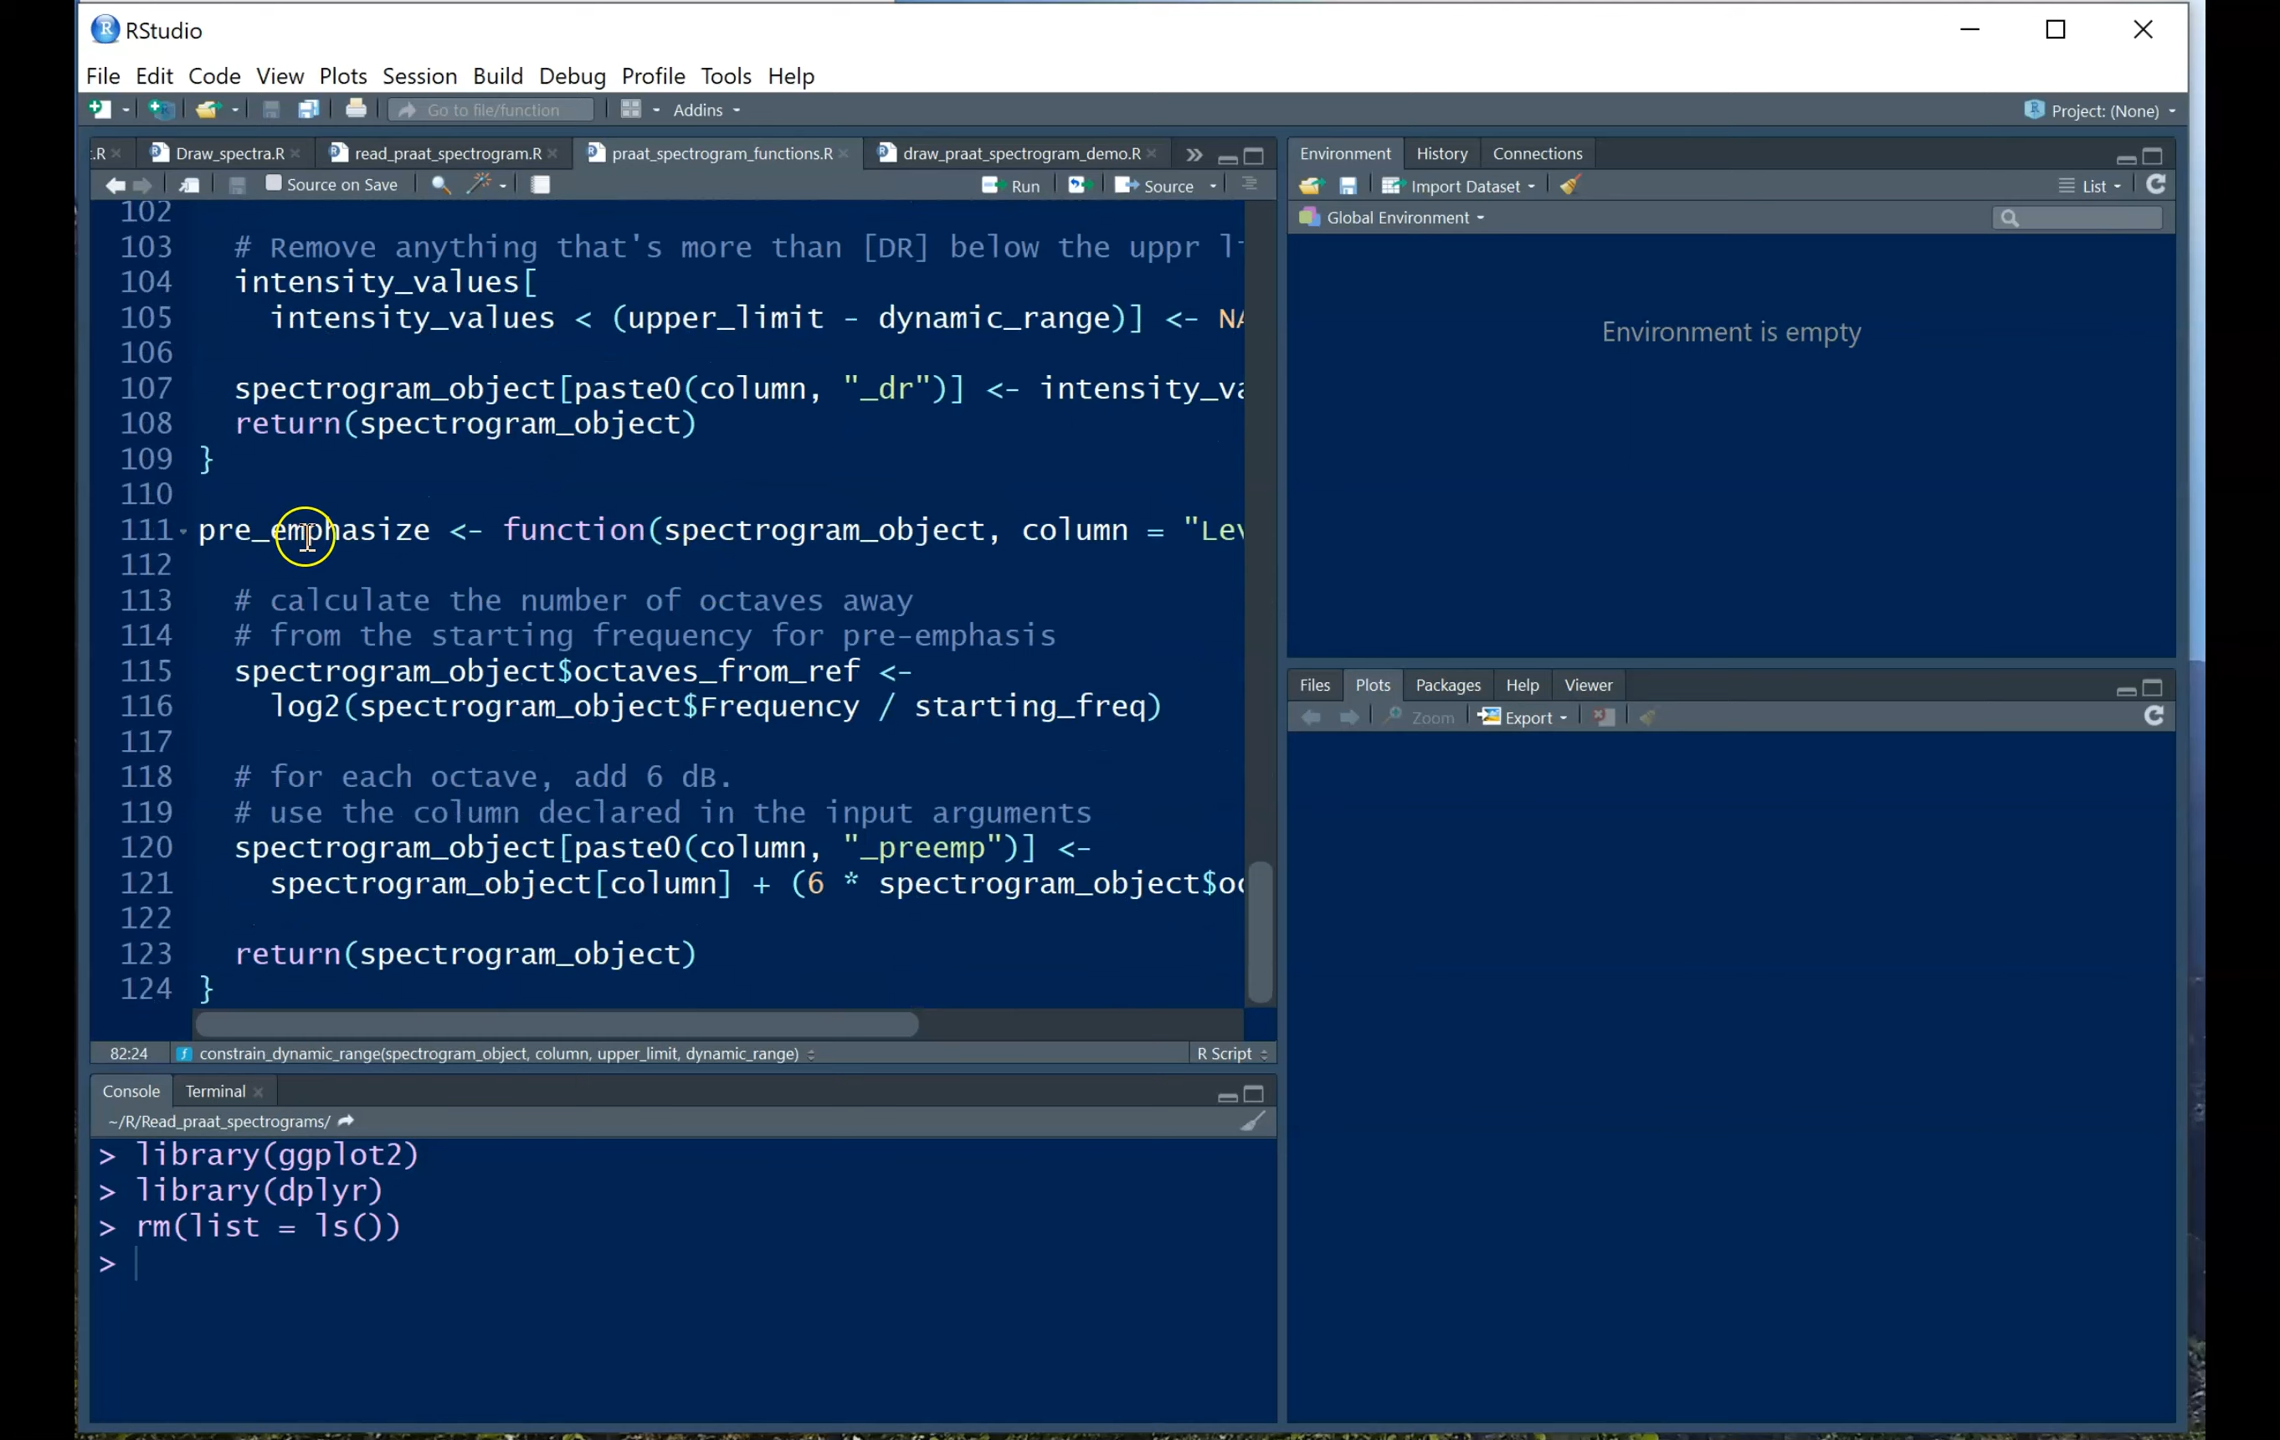 RStudio
File Edit Code View Plots Session Build Debug Profile Tools Help
Go to file/function Addins Project: (None)
:.R Draw_spectra.R read_praat_spectrogram.R praat_spectrogram_functions.R draw_praat_spectrogram_demo.R
Source on Save Run Source
102
103 # Remove anything that's more than [DR] below the uppr l
104 intensity_values[
105 intensity_values < (upper_limit - dynamic_range)] <- NA
106
107 spectrogram_object[paste0(column, "_dr")] <- intensity_va
108 return(spectrogram_object)
109 }
110
111 pre_emphasize <- function(spectrogram_object, column = "Lev
112
113 # calculate the number of octaves away
114 # from the starting frequency for pre-emphasis
115 spectrogram_object$octaves_from_ref <-
116 log2(spectrogram_object$Frequency / starting_freq)
117
118 # for each octave, add 6 dB.
119 # use the column declared in the input arguments
120 spectrogram_object[paste0(column, "_preemp")] <-
121 spectrogram_object[column] + (6 * spectrogram_object$oc
122
123 return(spectrogram_object)
124 }
82:24 constrain_dynamic_range(spectrogram_object, column, upper_limit, dynamic_range) R Script
Console Terminal
~/R/Read_praat_spectrograms/
> library(ggplot2)
> library(dplyr)
> rm(list = ls())
>
Environment History Connections
Import Dataset List
Global Environment
Environment is empty
Files Plots Packages Help Viewer
Zoom Export